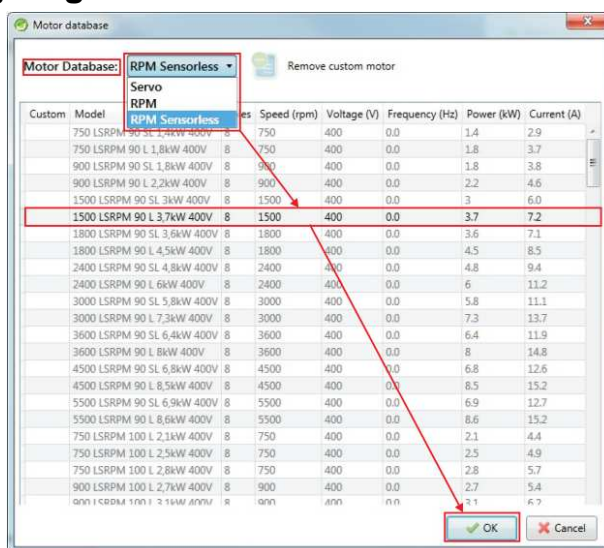 Motor database
Motor Database: RPM Sensorless Remove custom motor
Servo
RPM
RPM Sensorless
Custom Model es Speed (rpm) Voltage (V) Frequency (Hz) Power (kW) Current (A)
750 LSRPM 90 SL 1,4kW 400V 8 750 400 0.0 1.4 2.9
750 LSRPM 90 L 1,8kW 400V 8 750 400 0.0 1.8 3.7
900 LSRPM 90 SL 1,8kW 400V 8 900 400 0.0 1.8 3.8
900 LSRPM 90 L 2,2kW 400V 8 900 400 0.0 2.2 4.6
1500 LSRPM 90 SL 3kW 400V 8 1500 400 0.0 3 6.0
1500 LSRPM 90 L 3,7kW 400V 8 1500 400 0.0 3.7 7.2
1800 LSRPM 90 SL 3,6kW 400V 8 1800 400 0.0 3.6 7.1
1800 LSRPM 90 L 4,5kW 400V 8 1800 400 0.0 4.5 8.5
2400 LSRPM 90 SL 4,8kW 400V 8 2400 400 0.0 4.8 9.4
2400 LSRPM 90 L 6kW 400V 8 2400 400 0.0 6 11.2
3000 LSRPM 90 SL 5,8kW 400V 8 3000 400 0.0 5.8 11.1
3000 LSRPM 90 L 7,3kW 400V 8 3000 400 0.0 7.3 13.7
3600 LSRPM 90 SL 6,4kW 400V 8 3600 400 0.0 6.4 11.9
3600 LSRPM 90 L 8kW 400V 8 3600 400 0.0 8 14.8
4500 LSRPM 90 SL 6,8kW 400V 8 4500 400 0.0 6.8 12.6
4500 LSRPM 90 L 8,5kW 400V 8 4500 400 0.0 8.5 15.2
5500 LSRPM 90 SL 6,9kW 400V 8 5500 400 0.0 6.9 12.7
5500 LSRPM 90 L 8,6kW 400V 8 5500 400 0.0 8.6 15.2
750 LSRPM 100 L 2,1kW 400V 8 750 400 0.0 2.1 4.4
750 LSRPM 100 L 2,5kW 400V 8 750 400 0.0 2.5 4.9
750 LSRPM 100 L 2,8kW 400V 8 750 400 0.0 2.8 5.7
900 LSRPM 100 L 2,7kW 400V 8 900 400 0.0 2.7 5.4
900 LSRPM 100 L 3,1kW 400V 8 900 400 0.0 3.1 6.2
OK Cancel